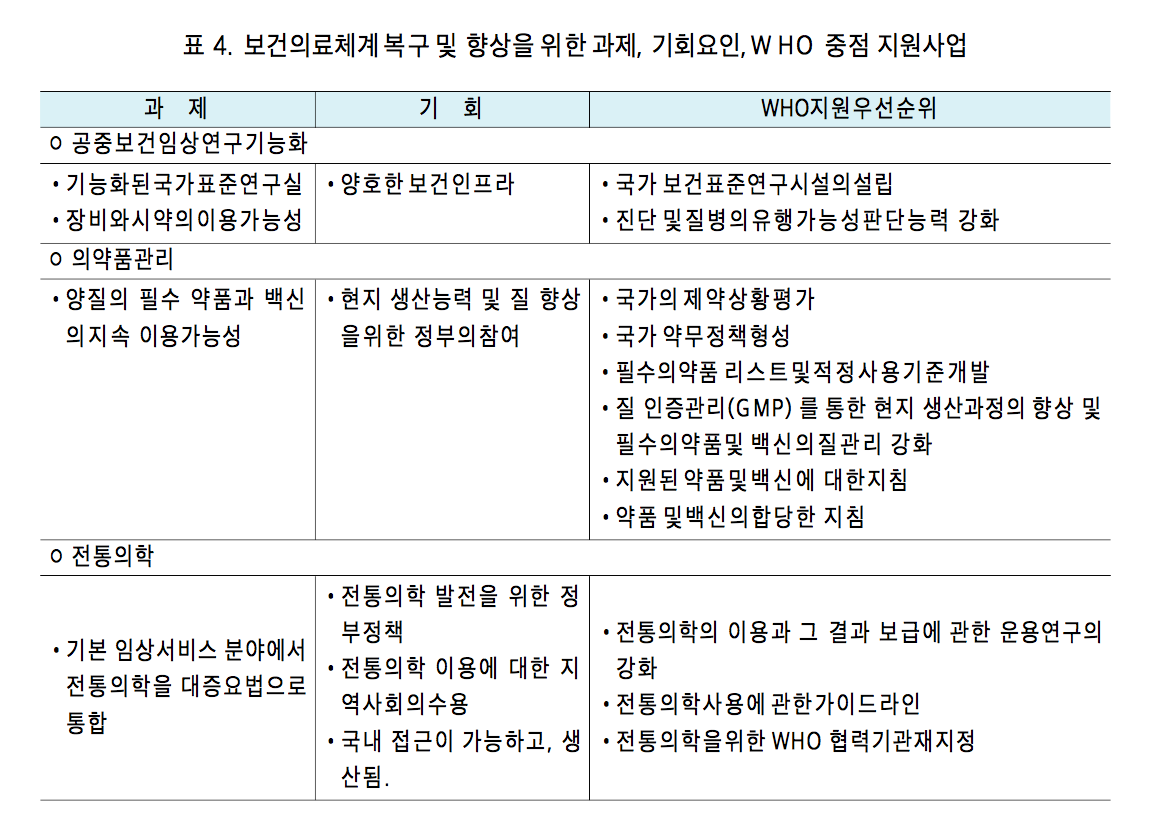 표 4. 보건의료체계 복구 및 향상을 위한 과제, 기회요인, WHO 중점 지원사업
과 제
기 회
WHO지원우선순위
ㅇ 공중보건임상연구기능화
• 기능화된국가표준연구실
• 장비와시약의이용가능성
• 양호한 보건인프라
• 국가 보건표준연구시설의설립
• 진단 및질병의유행가능성판단능력 강화
ㅇ 의약품관리
• 양질의 필수 약품과 백신
의지속 이용가능성
• 현지 생산능력 및 질 향상
을위한 정부의참여
• 국가의 제약상황평가
• 국가 약무정책형성
• 필수의약품 리스트및적정사용기준개발
• 질 인증관리(GMP) 를 통한 현지 생산과정의 향상 및
필수의약품및 백신의질관리 강화
• 지원된 약품및백신에 대한지침
• 약품 및백신의합당한 지침
ㅇ 전통의학
• 기본 임상서비스 분야에서
전통의학을 대증요법으로
통합
• 전통의학 발전을 위한 정
부정책
• 전통의학 이용에 대한 지
역사회의수용
• 국내 접근이 가능하고, 생
산됨.
• 전통의학의 이용과 그 결과 보급에 관한 운용연구의
강화
• 전통의학사용에 관한가이드라인
• 전통의학을위한 WHO 협력기관재지정